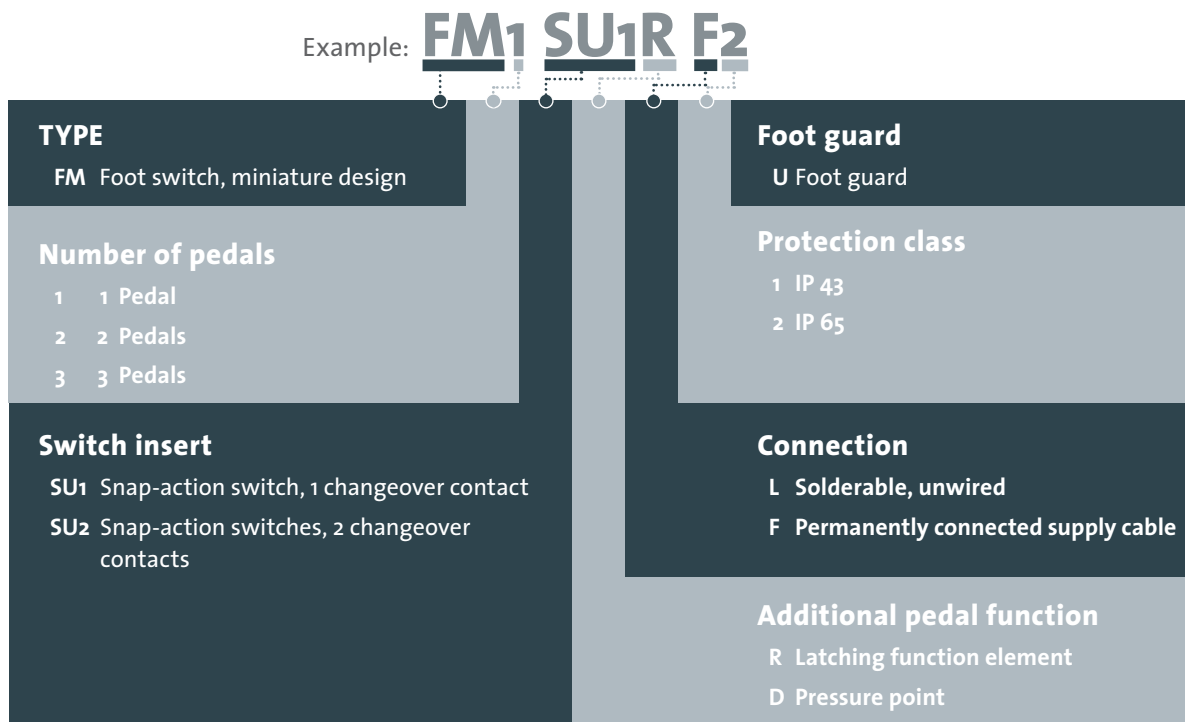 Example: FM1 SU1R F2
TYPE
FM Foot switch, miniature design
Number of pedals
1 1 Pedal
2 2 Pedals
3 3 Pedals
Switch insert
SU1 Snap-action switch, 1 changeover contact
SU2 Snap-action switches, 2 changeover
contacts
Foot guard
U Foot guard
Protection class
1 IP 43
2 IP 65
Connection
L Solderable, unwired
F Permanently connected supply cable
Additional pedal function
R Latching function element
D Pressure point